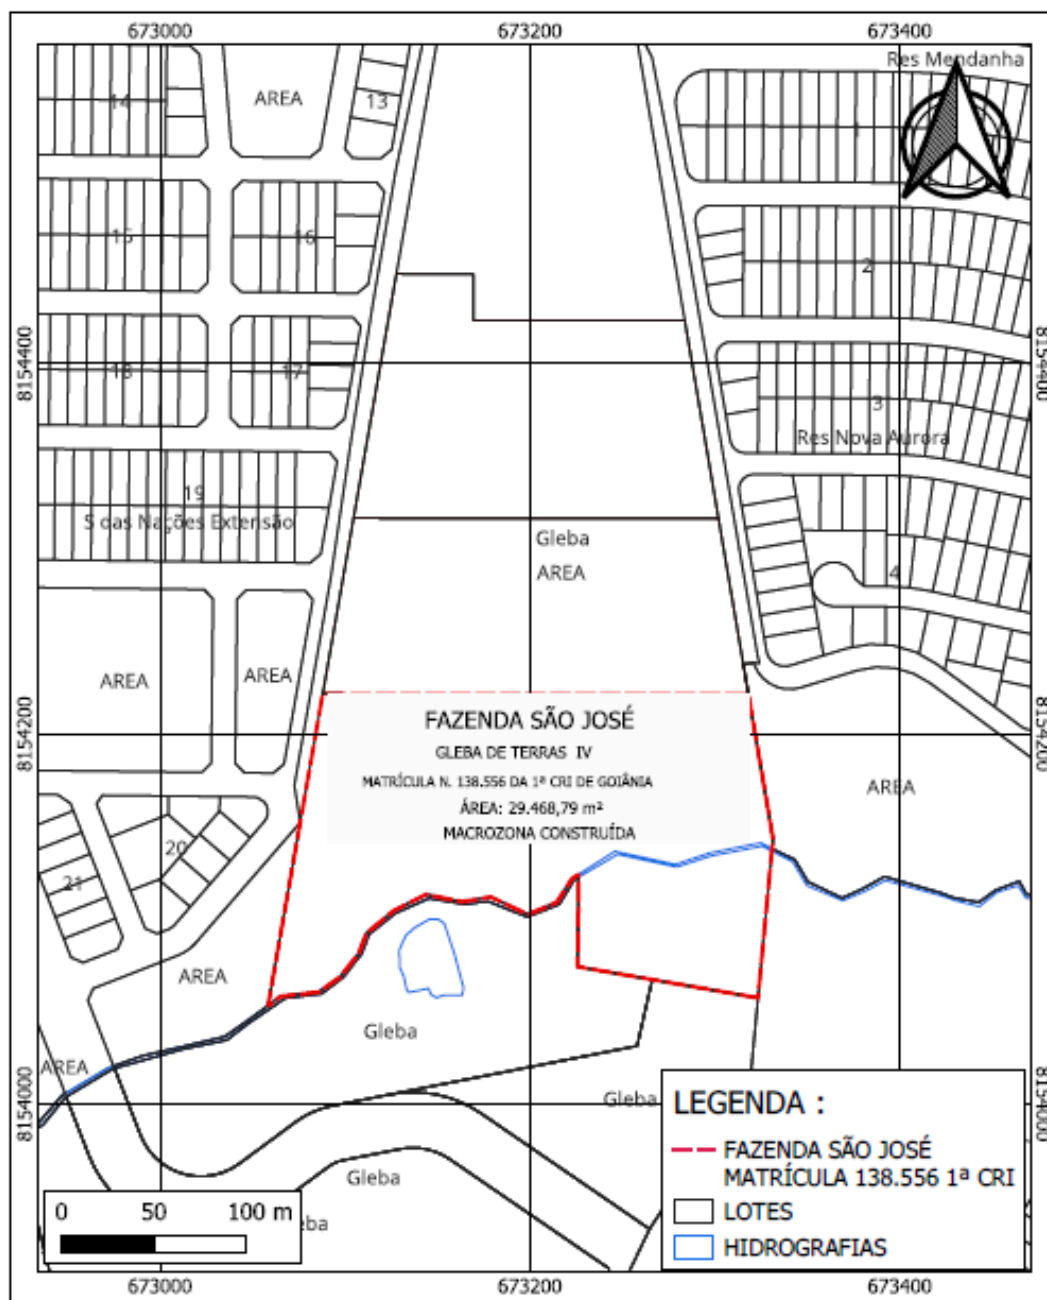 673000
673200
673400
Res Mendanha
14
AREA
13
1
15
16
2
8154400
8154400
18
17
3
Res Nova Aurora
19
S das Nações Extensão
Gleba
AREA
4
AREA
AREA
FAZENDA SÃO JOSÉ
GLEBA DE TERRAS IV
MATRÍCULA N. 138.556 DA 1ª CRI DE GOIÂNIA
ÁREA: 29.468,79 m²
MACROZONA CONSTRUÍDA
8154200
8154200
AREA
20
21
AREA
Gleba
AREA
Gleba
8154000
8154000
Gleba
LEGENDA :
FAZENDA SÃO JOSÉ
MATRÍCULA 138.556 1ª CRI
LOTES
HIDROGRAFIAS
0 50 100 m
eba
673000
673200
673400